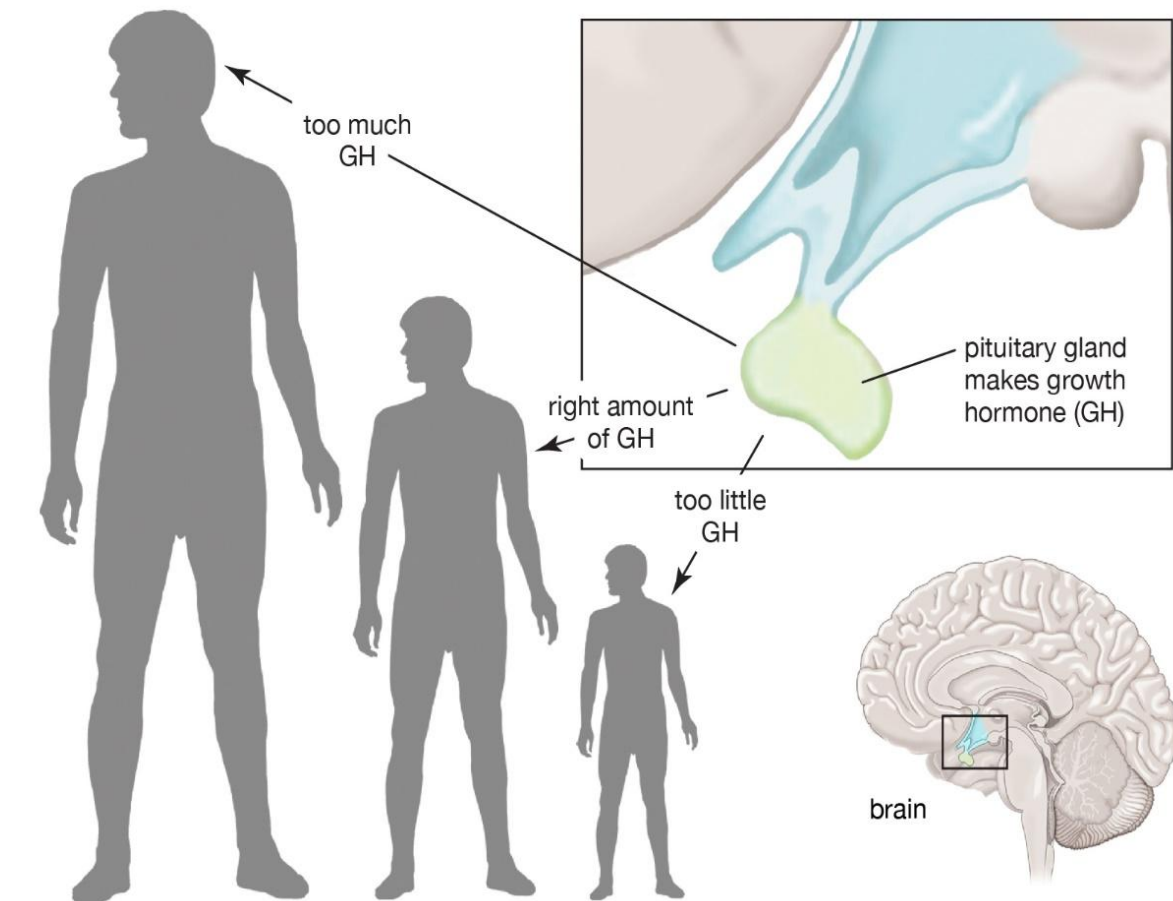 too much
GH
right amount
of GH
too little
GH
pituitary gland
makes growth
hormone (GH)
brain